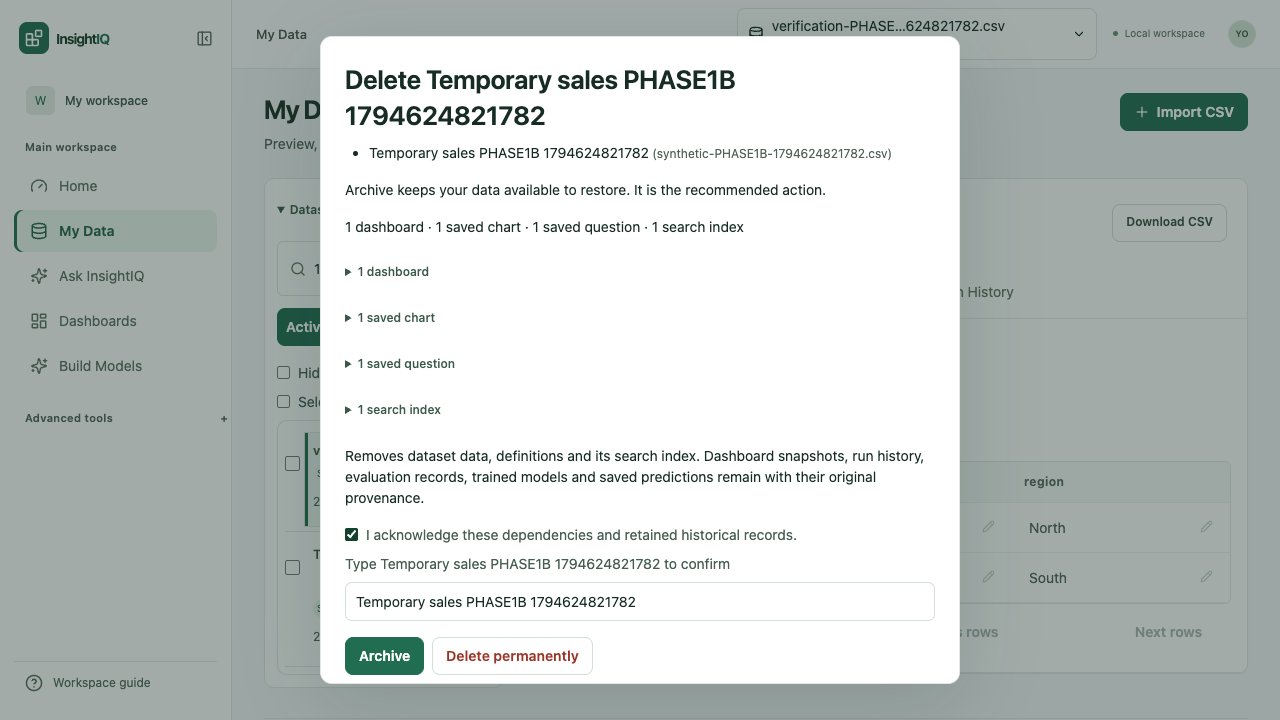 InsightIQ
My Data
verification-PHASE...624821782.csv
Local workspace
YO
W
My workspace
Main workspace
Home
My Data
Ask InsightIQ
Dashboards
Build Models
Advanced tools
+
Workspace guide
My D
Import CSV
Preview,
Download CSV
History
Activ
Hid
region
North
South
rows
Next rows
Delete Temporary sales PHASE1B
1794624821782
• Temporary sales PHASE1B 1794624821782 (synthetic-PHASE1B-1794624821782.csv)
Archive keeps your data available to restore. It is the recommended action.
1 dashboard · 1 saved chart · 1 saved question · 1 search index
1 dashboard
1 saved chart
1 saved question
1 search index
Removes dataset data, definitions and its search index. Dashboard snapshots, run history,
evaluation records, trained models and saved predictions remain with their original
provenance.
I acknowledge these dependencies and retained historical records.
Type Temporary sales PHASE1B 1794624821782 to confirm
Temporary sales PHASE1B 1794624821782
Archive
Delete permanently